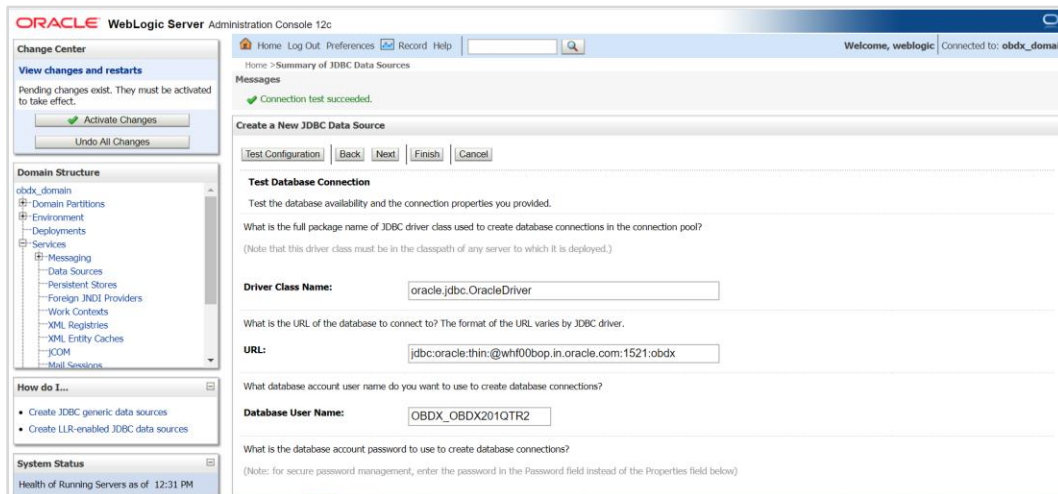 ORACLE WebLogic Server Administration Console 12c
Change Center
View changes and restarts
Pending changes exist. They must be activated
to take effect.
Activate Changes
Undo All Changes
Domain Structure
obdx_domain
Domain Partitions
Environment
Deployments
Services
Messaging
Data Sources
Persistent Stores
Foreign JNDI Providers
Work Contexts
XML Registries
XML Entity Caches
jCOM
Mail Sessions
How do I...
Create JDBC generic data sources
Create LLR-enabled JDBC data sources
System Status
Health of Running Servers as of 12:31 PM
Home Log Out Preferences Record Help
Welcome, weblogic Connected to: obdx_domai
Home >Summary of JDBC Data Sources
Messages
Connection test succeeded.
Create a New JDBC Data Source
Test Configuration Back Next Finish Cancel
Test Database Connection
Test the database availability and the connection properties you provided.
What is the full package name of JDBC driver class used to create database connections in the connection pool?
(Note that this driver class must be in the classpath of any server to which it is deployed.)
Driver Class Name: oracle.jdbc.OracleDriver
What is the URL of the database to connect to? The format of the URL varies by JDBC driver.
URL: jdbc:oracle:thin:@whf00bop.in.oracle.com:1521:obdx
What database account user name do you want to use to create database connections?
Database User Name: OBDX_OBDX201QTR2
What is the database account password to use to create database connections?
(Note: for secure password management, enter the password in the Password field instead of the Properties field below)